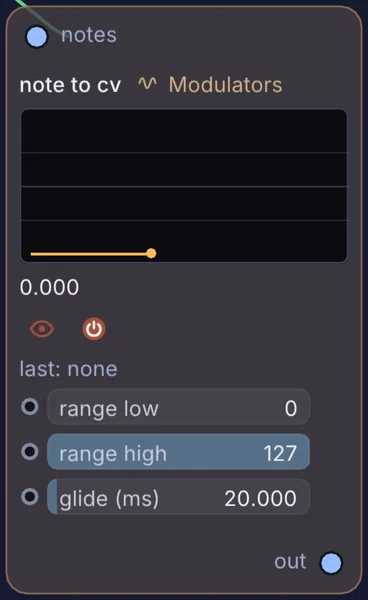 notes
note to cv Modulators
0.000
last: none
range low 0
range high 127
glide (ms) 20.000
out